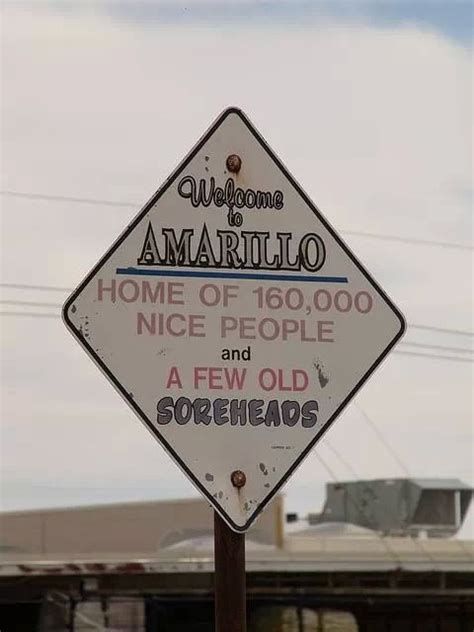 Welcome
to
AMARILLO
HOME OF 160,000
NICE PEOPLE
and
A FEW OLD
SOREHEADS